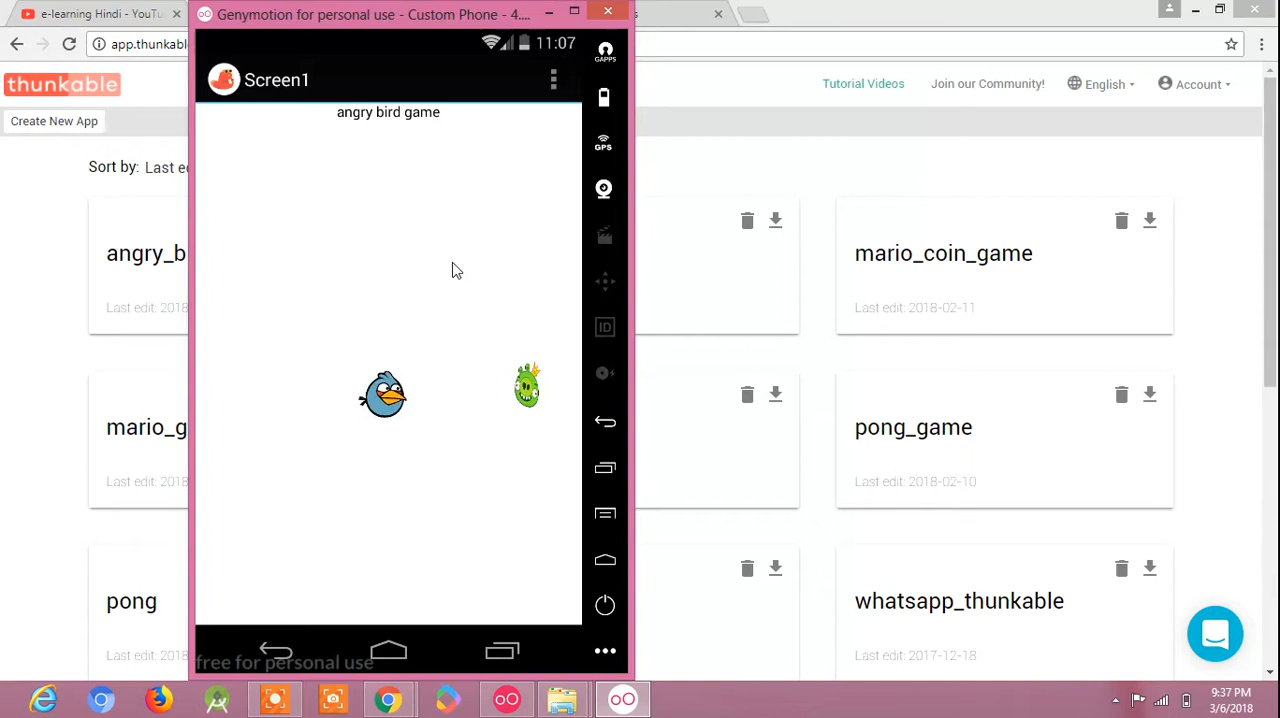 e-learning Hindi - YouTu
Genymotion for personal use - Custom Phone - 4....
s
app.thunkabl
11:07
GAPPS
thunkable
Screen1
Tutorial Videos
Join our Community!
English
Account
Create New App
angry bird game
GPS
Sort by:
Last e
angry_b
mario_coin_game
Last edit: 2018
Last edit: 2018-02-11
ID
mario_g
pong_game
Last edit: 2018
Last edit: 2018-02-10
pong
whatsapp_thunkable
Last edit: 2018
Last edit: 2017-12-18
free for personal use
9:37 PM
3/6/2018